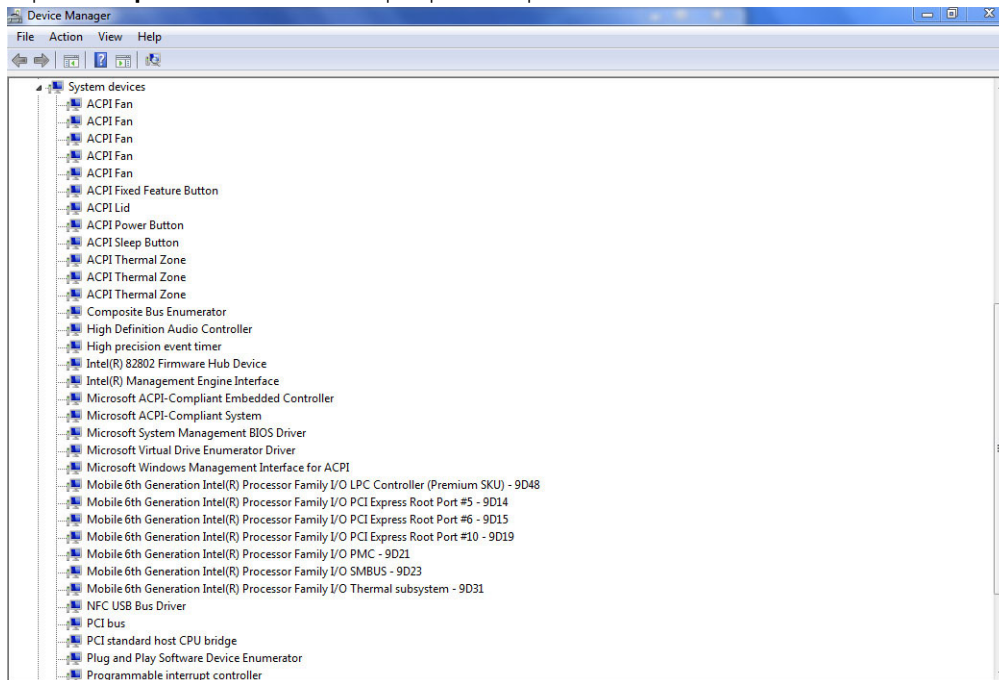 Device Manager
File Action View Help
System devices
ACPI Fan
ACPI Fan
ACPI Fan
ACPI Fan
ACPI Fan
ACPI Fixed Feature Button
ACPI Lid
ACPI Power Button
ACPI Sleep Button
ACPI Thermal Zone
ACPI Thermal Zone
ACPI Thermal Zone
Composite Bus Enumerator
High Definition Audio Controller
High precision event timer
Intel(R) 82802 Firmware Hub Device
Intel(R) Management Engine Interface
Microsoft ACPI-Compliant Embedded Controller
Microsoft ACPI-Compliant System
Microsoft System Management BIOS Driver
Microsoft Virtual Drive Enumerator Driver
Microsoft Windows Management Interface for ACPI
Mobile 6th Generation Intel(R) Processor Family I/O LPC Controller (Premium SKU) - 9D48
Mobile 6th Generation Intel(R) Processor Family I/O PCI Express Root Port #5 - 9D14
Mobile 6th Generation Intel(R) Processor Family I/O PCI Express Root Port #6 - 9D15
Mobile 6th Generation Intel(R) Processor Family I/O PCI Express Root Port #10 - 9D19
Mobile 6th Generation Intel(R) Processor Family I/O PMC - 9D21
Mobile 6th Generation Intel(R) Processor Family I/O SMBUS - 9D23
Mobile 6th Generation Intel(R) Processor Family I/O Thermal subsystem - 9D31
NFC USB Bus Driver
PCI bus
PCI standard host CPU bridge
Plug and Play Software Device Enumerator
Programmable interrupt controller